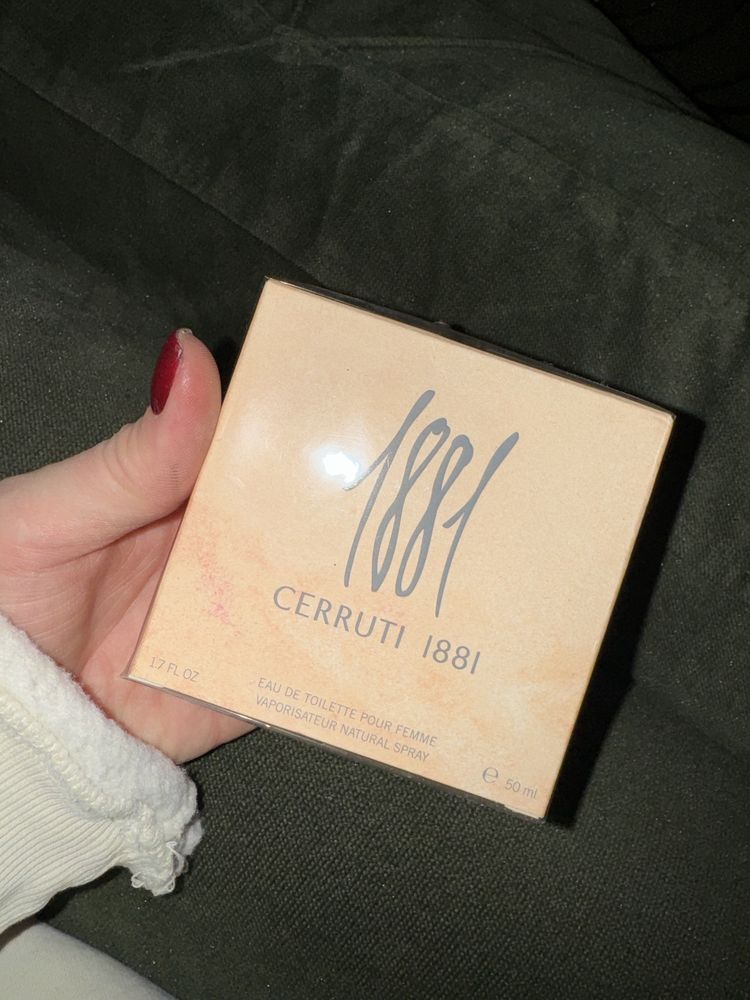 1881
CERRUTI 1881
1.7 FL OZ
EAU DE TOILETTE POUR FEMME
VAPORISATEUR NATURAL SPRAY
℮ 50 ml